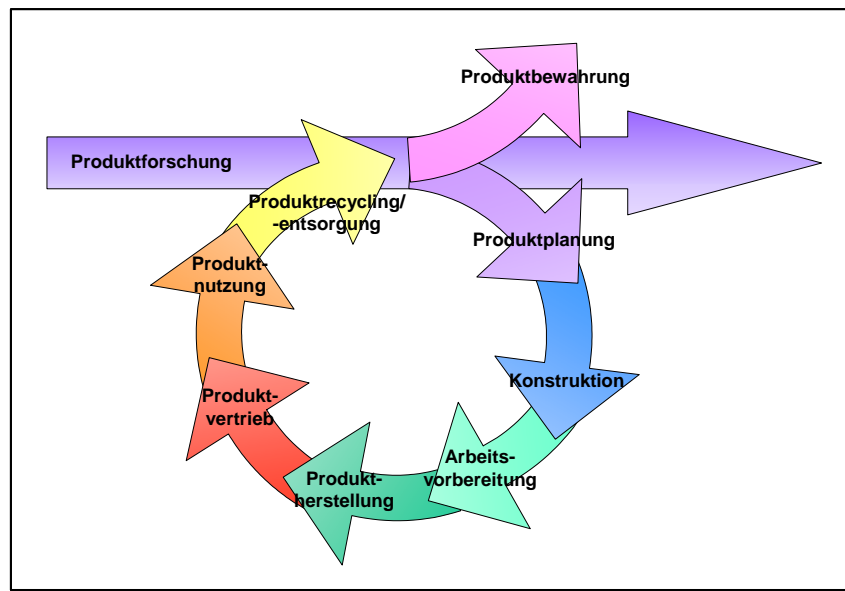 Produktbewahrung
Produktforschung
Produktrecycling/
-entsorgung
Produktplanung
Produkt-
nutzung
Konstruktion
Produkt-
vertrieb
Arbeits-
vorbereitung
Produkt-
herstellung